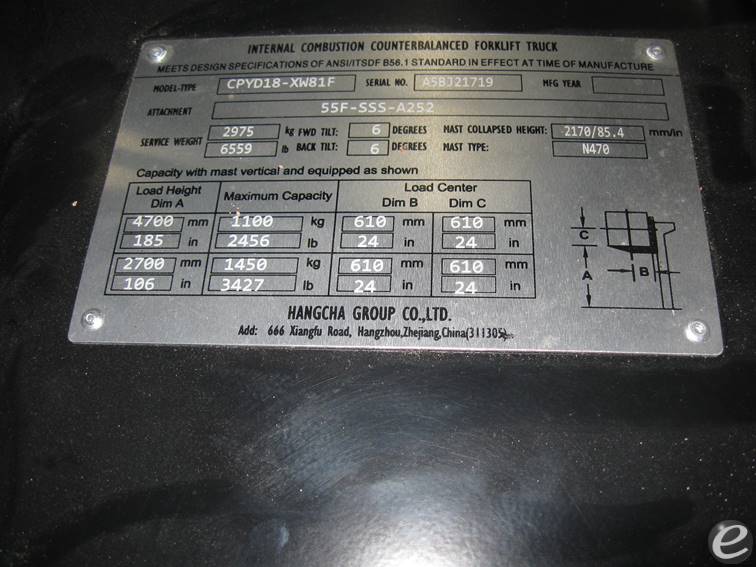 INTERNAL COMBUSTION COUNTERBALANCED FORKLIFT TRUCK
MEETS DESIGN SPECIFICATIONS OF ANSI/ITSDF B56.1 STANDARD IN EFFECT AT TIME OF MANUFACTURE
MODEL-TYPE CPYD18-XW81F SERIAL NO. A5BJ21719 MFG YEAR
ATTACHMENT 55F-SSS-A252
SERVICE WEIGHT 2975 kg FWD TILT: 6 DEGREES MAST COLLAPSED HEIGHT: 2170/85.4 mm/in
6559 lb BACK TILT: 6 DEGREES MAST TYPE: N470
Capacity with mast vertical and equipped as shown
Load Height Maximum Capacity Load Center
Dim A Dim B Dim C
4700 mm 1100 kg 610 mm 610 mm
185 in 2456 lb 24 in 24 in
2700 mm 1450 kg 610 mm 610 mm
106 in 3427 lb 24 in 24 in
C
A
B
HANGCHA GROUP CO.,LTD.
Add: 666 Xiangfu Road, Hangzhou,Zhejiang,China(311305)
e